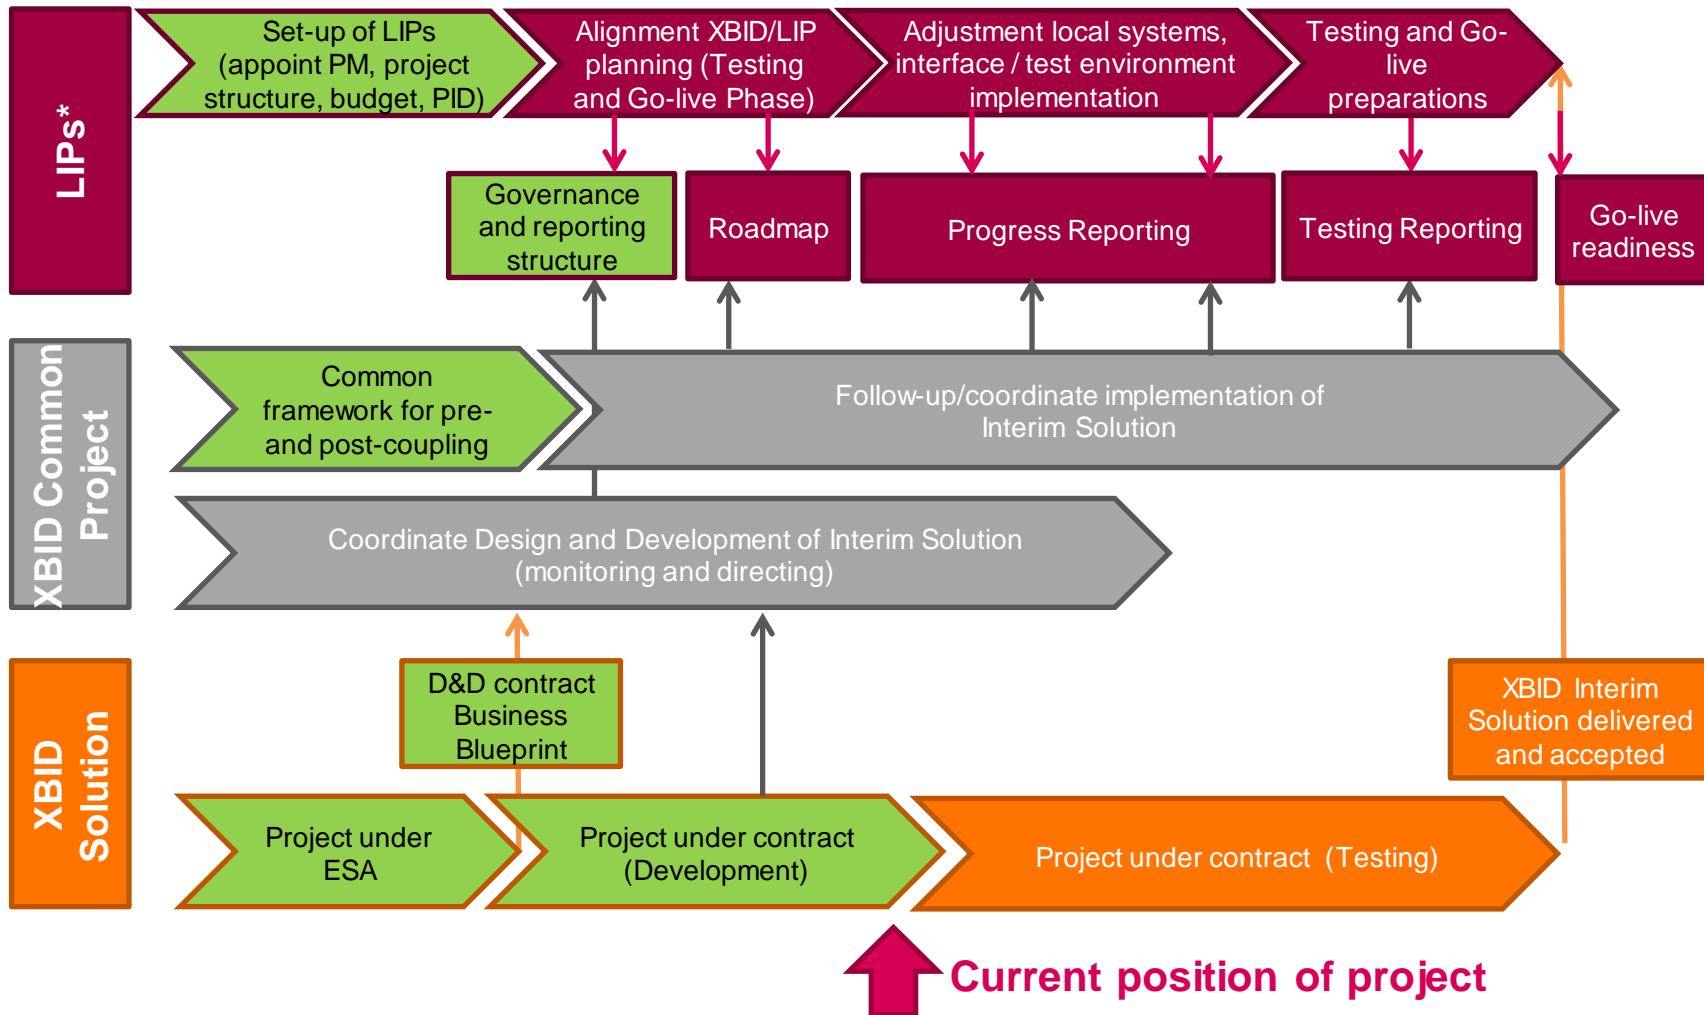 LIPs*
Set-up of LIPs
(appoint PM, project
structure, budget, PID)
Alignment XBID/LIP
planning (Testing
and Go-live Phase)
Adjustment local systems,
interface / test environment
implementation
Testing and Go-
live
preparations
Governance
and reporting
structure
Roadmap
Progress Reporting
Testing Reporting
Go-live
readiness
XBID Common
Project
Common
framework for pre-
and post-coupling
Follow-up/coordinate implementation of
Interim Solution
Coordinate Design and Development of Interim Solution
(monitoring and directing)
XBID
Solution
D&D contract
Business
Blueprint
XBID Interim
Solution delivered
and accepted
Project under
ESA
Project under contract
(Development)
Project under contract (Testing)
Current position of project